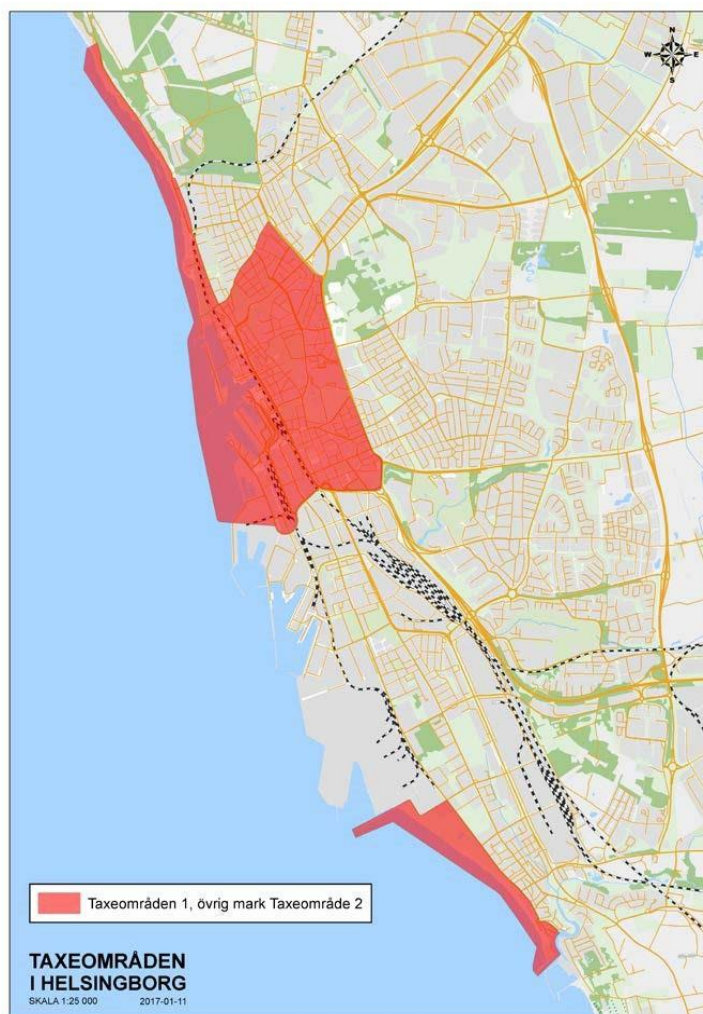 N
W E
S
Taxeområden 1, övrig mark Taxeområde 2
TAXEOMRÅDEN
I HELSINGBORG
SKALA 1:25 000 2017-01-11